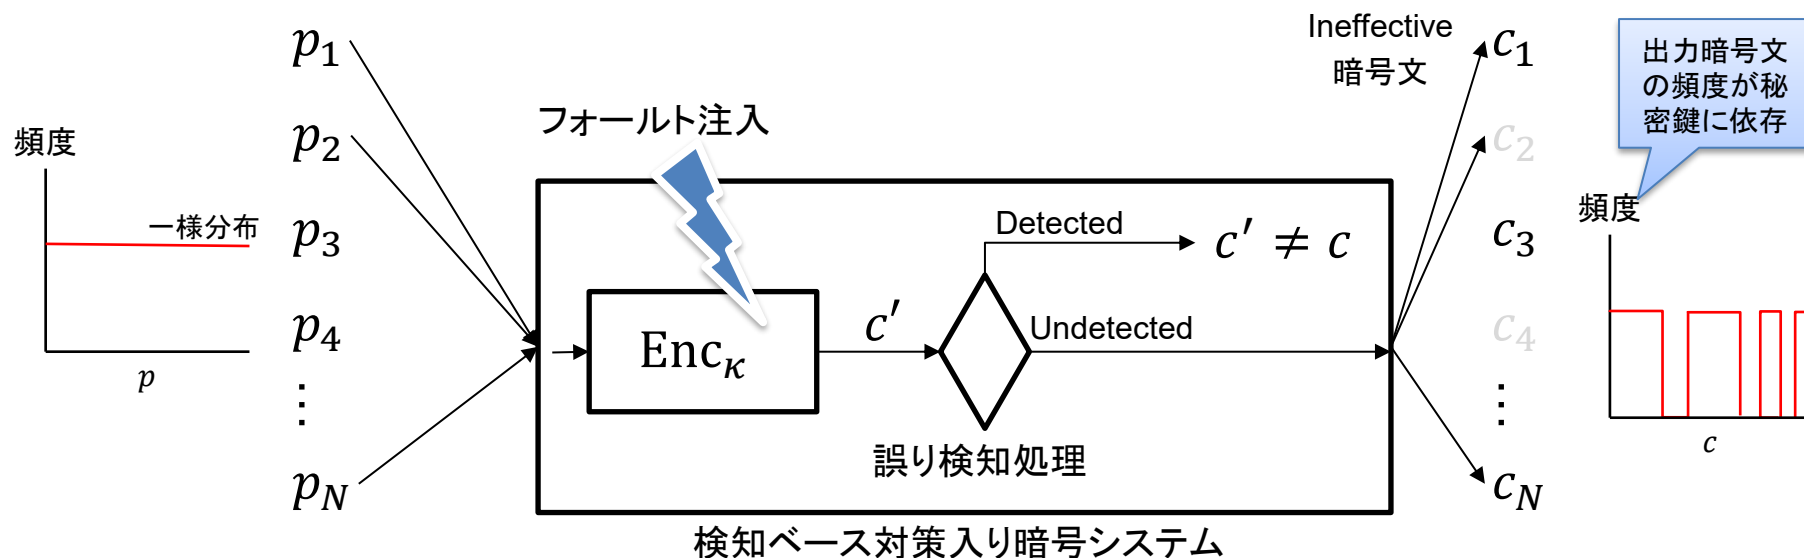 頻度
一様分布
p
p₁
p₂
p₃
p₄
⋮
p_N
フォールト注入
Enc_κ
c′
Detected
c′ ≠ c
Undetected
誤り検知処理
検知ベース対策入り暗号システム
Ineffective
暗号文
c₁
c₂
c₃
c₄
⋮
c_N
出力暗号文
の頻度が秘
密鍵に依存
頻度
c